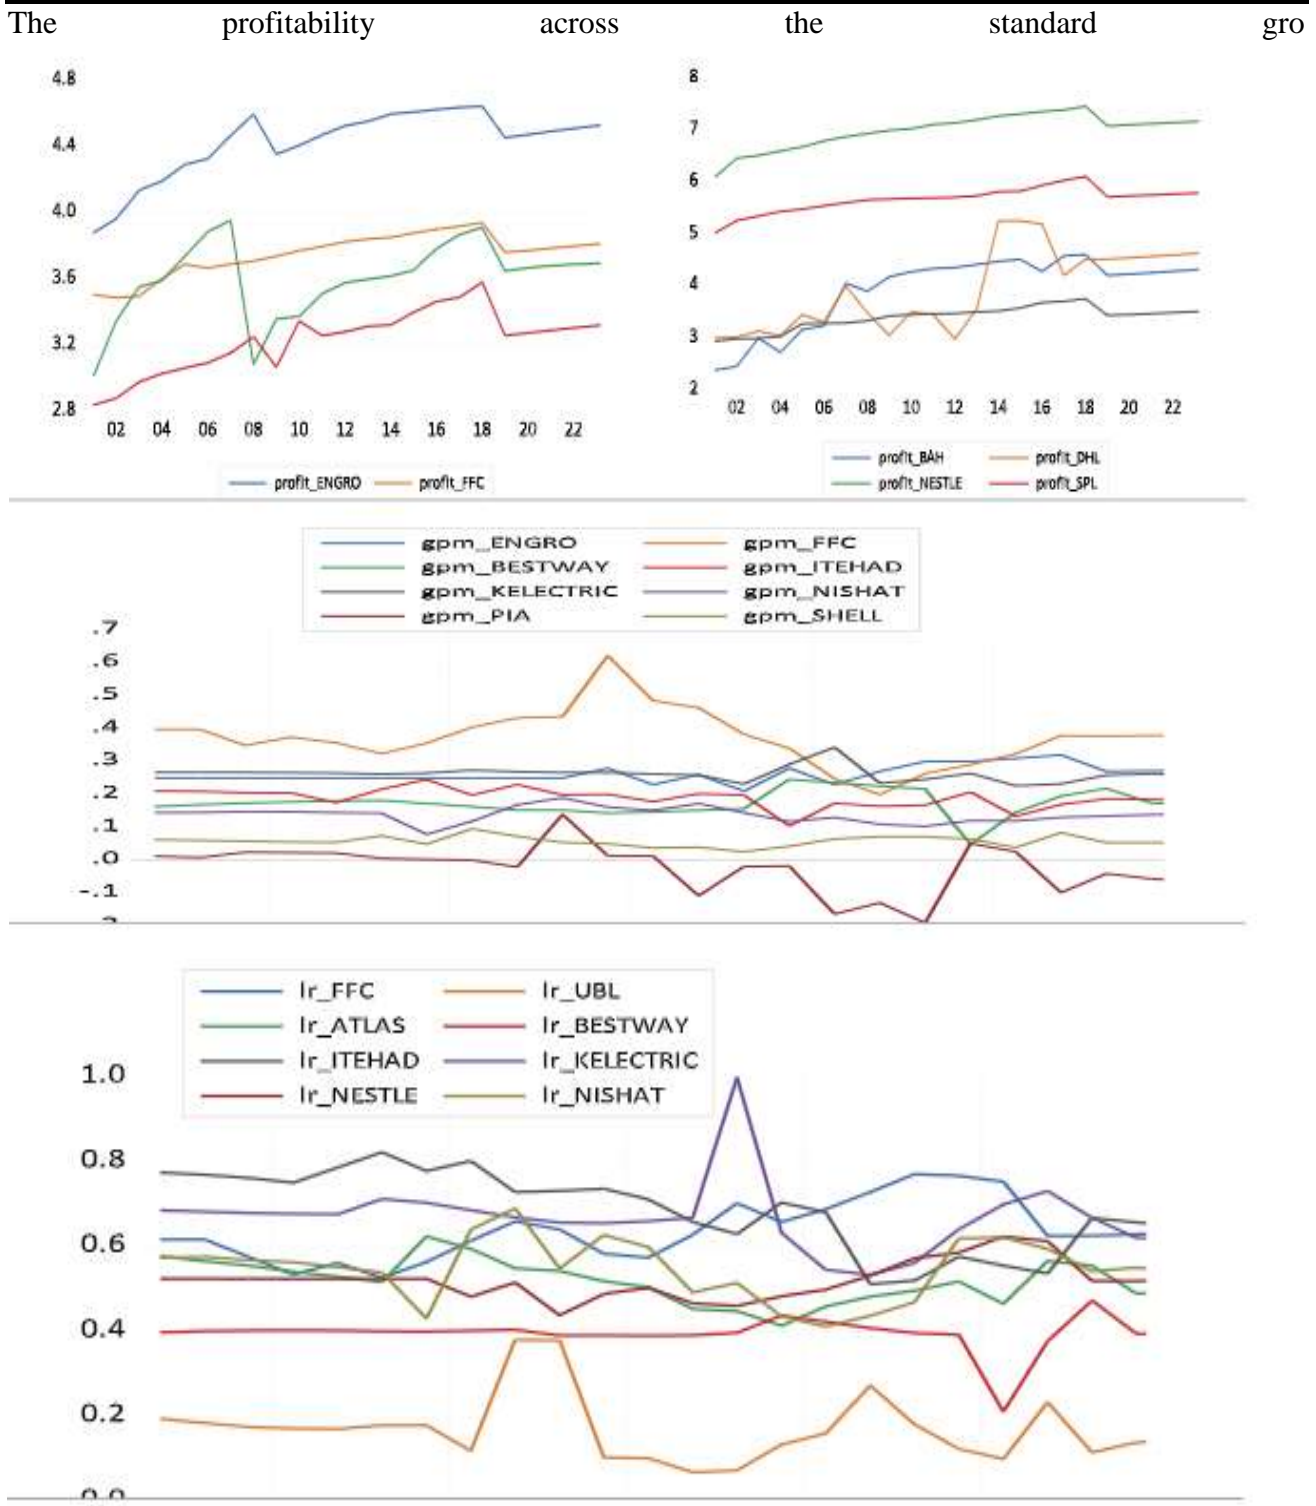 The profitability across the standard gro
4.8
4.4
4.0
3.6
3.2
2.8
02 04 06 08 10 12 14 16 18 20 22
profit_ENGRO profit_FFC
8
7
6
5
4
3
2
02 04 06 08 10 12 14 16 18 20 22
profit_BAH profit_DHL
profit_NESTLE profit_SPL
gpm_ENGRO gpm_FFC
gpm_BESTWAY gpm_ITEHAD
gpm_KELECTRIC gpm_NISHAT
gpm_PIA gpm_SHELL
.7
.6
.5
.4
.3
.2
.1
.0
-.1
lr_FFC lr_UBL
lr_ATLAS lr_BESTWAY
lr_ITEHAD lr_KELECTRIC
lr_NESTLE lr_NISHAT
1.0
0.8
0.6
0.4
0.2
0.0